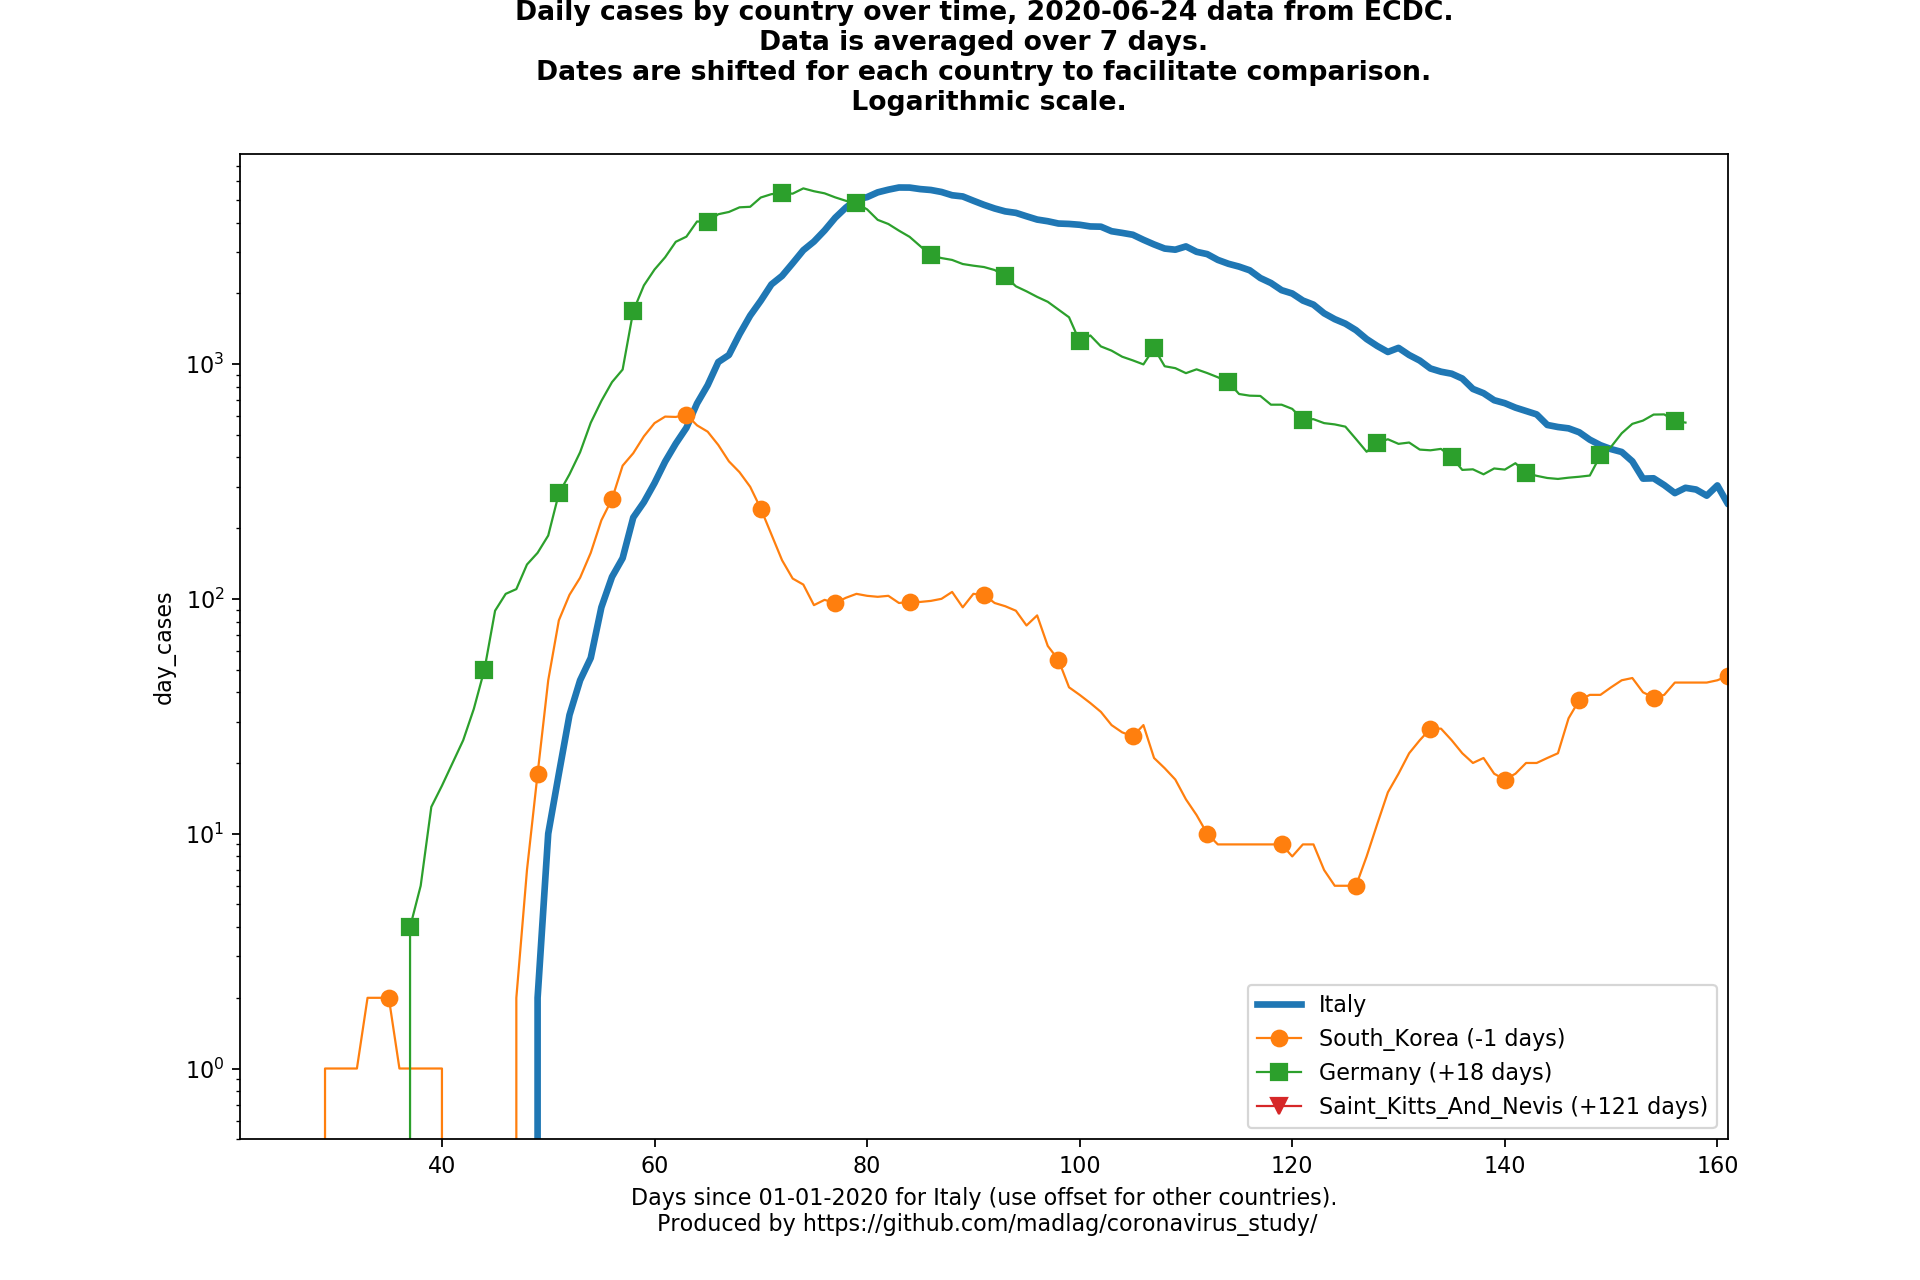 Daily cases by country over time, 2020-06-24 data from ECDC.
Data is averaged over 7 days.
Dates are shifted for each country to facilitate comparison.
Logarithmic scale.
10³
10²
10¹
10⁰
day_cases
Italy
South_Korea (-1 days)
Germany (+18 days)
Saint_Kitts_And_Nevis (+121 days)
40 60 80 100 120 140 160
Days since 01-01-2020 for Italy (use offset for other countries).
Produced by https://github.com/madlag/coronavirus_study/